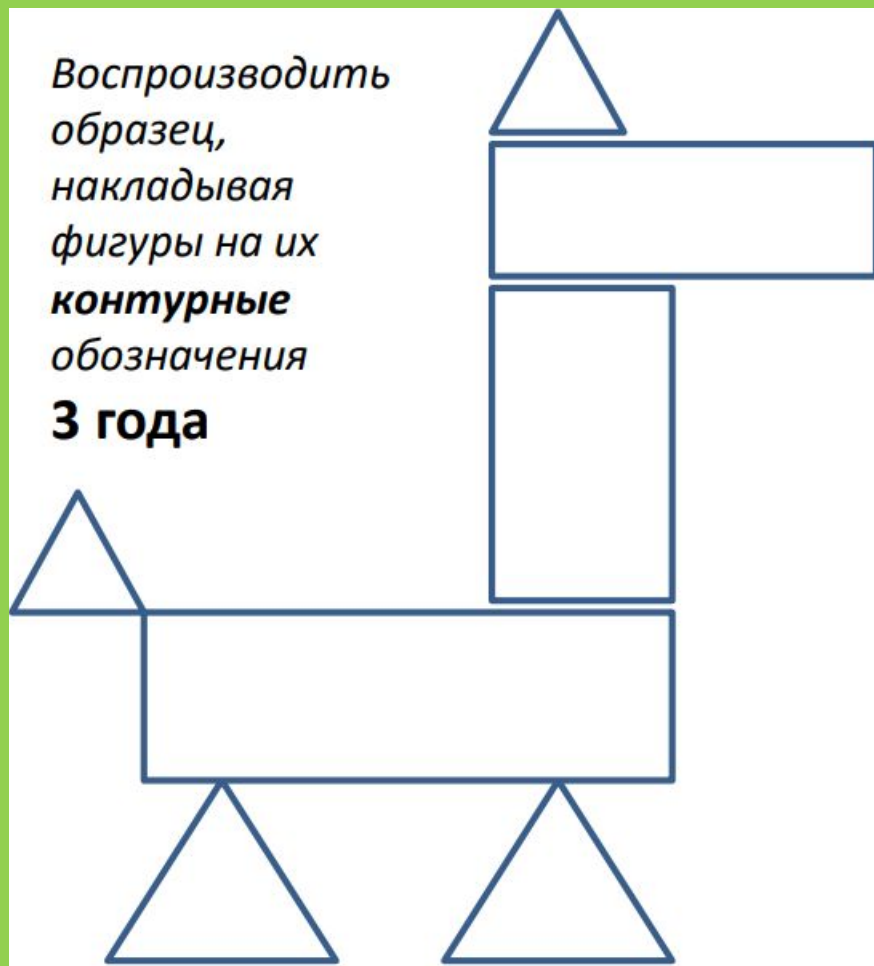 Воспроизводить
образец,
накладывая
фигуры на их
контурные
обозначения
3 года